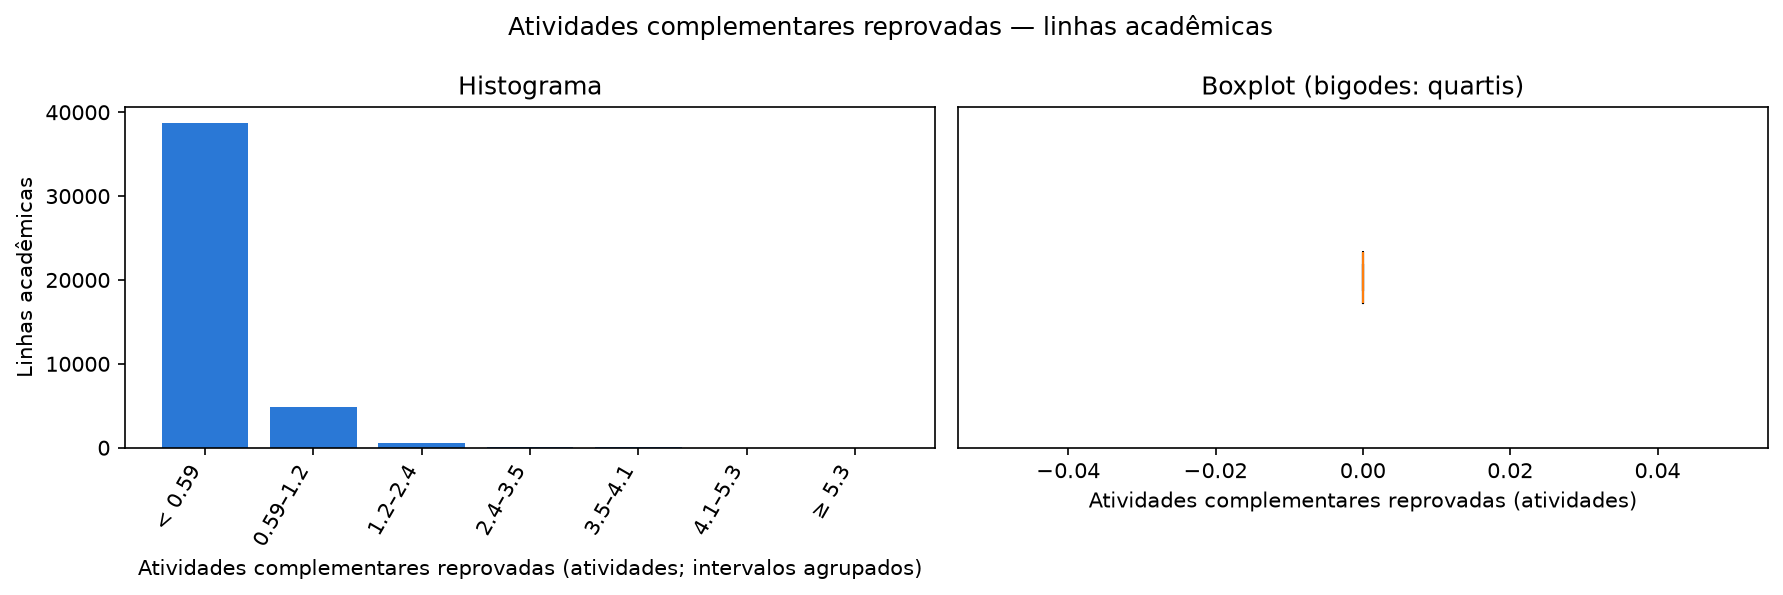 Atividades complementares reprovadas — linhas acadêmicas
Histograma
Linhas acadêmicas
40000
30000
20000
10000
0
< 0.59
0.59–1.2
1.2–2.4
2.4–3.5
3.5–4.1
4.1–5.3
≥ 5.3
Atividades complementares reprovadas (atividades; intervalos agrupados)
Boxplot (bigodes: quartis)
−0.04
−0.02
0.00
0.02
0.04
Atividades complementares reprovadas (atividades)